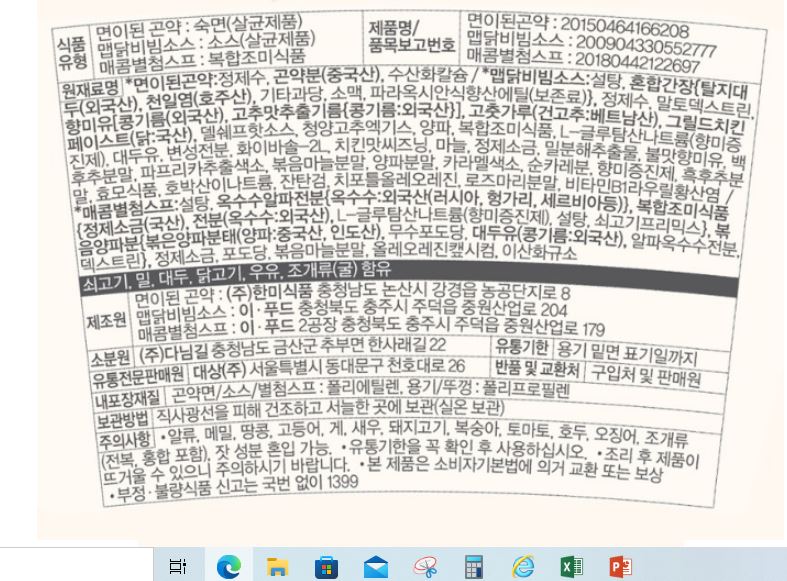 식품유형
면이된 곤약 : 숙면(살균제품)
맵닭비빔소스 : 소스(살균제품)
매콤별첨스프 : 복합조미식품
제품명/품목보고번호
면이된곤약 : 20150464166208
맵닭비빔소스 : 200904330552777
매콤별첨스프 : 20180442122697
원재료명 *면이된곤약:정제수, 곤약분(중국산), 수산화칼슘 / *맵닭비빔소스:설탕, 혼합간장{탈지대
두(외국산), 천일염(호주산), 기타과당, 소맥, 파라옥시안식향산에틸(보존료)}, 정제수, 말토덱스트린,
향미유[콩기름(외국산), 고추맛추출기름{콩기름:외국산}], 고춧가루(건고추:베트남산), 그릴드치킨
페이스트(닭:국산), 델쉐프핫소스, 청양고추엑기스, 양파, 복합조미식품, L-글루탐산나트륨(향미증
진제), 대두유, 변성전분, 화이바솔-2L, 치킨맛씨즈닝, 마늘, 정제소금, 밀분해추출물, 불맛향미유, 백
후추분말, 파프리카추출색소, 볶음마늘분말, 양파분말, 카라멜색소, 순카레분, 향미증진제, 흑후추분
말, 효모식품, 호박산이나트륨, 잔탄검, 치포틀올레오레진, 로즈마리분말, 비타민B1라우릴황산염 /
*매콤별첨스프:설탕, 옥수수알파전분{옥수수:외국산(러시아, 헝가리, 세르비아등)}, 복합조미식품
{정제소금(국산), 전분(옥수수:외국산), L-글루탐산나트륨(향미증진제), 설탕, 쇠고기프리믹스}, 볶
음양파분{볶은양파분태(양파:중국산, 인도산), 무수포도당, 대두유(콩기름:외국산), 알파옥수수전분,
덱스트린}, 정제소금, 포도당, 볶음마늘분말, 올레오레진캡시컴, 이산화규소
쇠고기, 밀, 대두, 닭고기, 우유, 조개류(굴) 함유
제조원
면이된 곤약 : (주)한미식품 충청남도 논산시 강경읍 농공단지로 8
맵닭비빔소스 : 이·푸드 충청북도 충주시 주덕읍 중원산업로 204
매콤별첨스프 : 이·푸드 2공장 충청북도 충주시 주덕읍 중원산업로 179
소분원 (주)다님길 충청남도 금산군 추부면 한사래길 22
유통기한 용기 밑면 표기일까지
유통전문판매원 대상(주) 서울특별시 동대문구 천호대로 26
반품 및 교환처 구입처 및 판매원
내포장재질 곤약면/소스/별첨스프 : 폴리에틸렌, 용기/뚜껑 : 폴리프로필렌
보관방법 직사광선을 피해 건조하고 서늘한 곳에 보관(실온 보관)
주의사항 •알류, 메밀, 땅콩, 고등어, 게, 새우, 돼지고기, 복숭아, 토마토, 호두, 오징어, 조개류
(전복, 홍합 포함), 잣 성분 혼입 가능. •유통기한을 꼭 확인 후 사용하십시오. •조리 후 제품이
뜨거울 수 있으니 주의하시기 바랍니다. •본 제품은 소비자기본법에 의거 교환 또는 보상
•부정·불량식품 신고는 국번 없이 1399